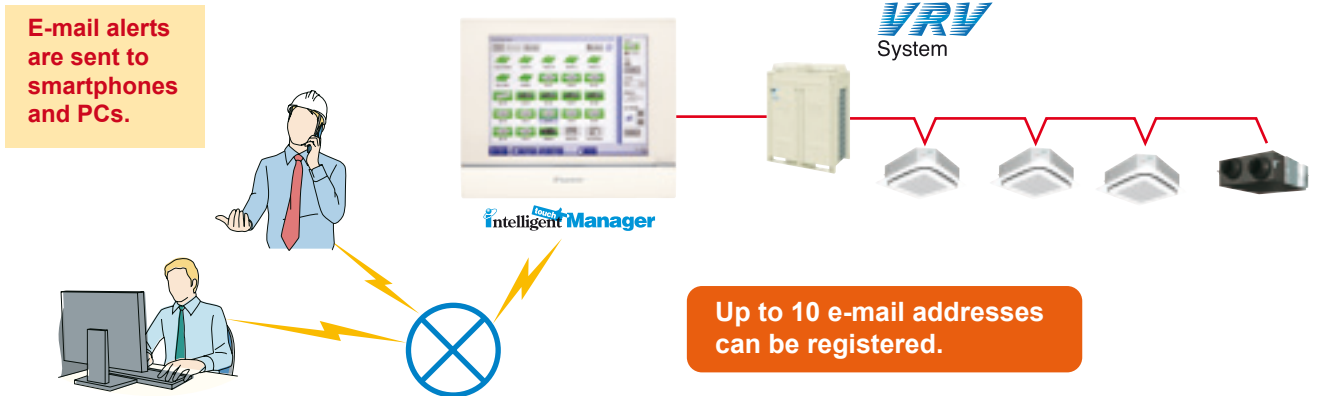 E-mail alerts
are sent to
smartphones
and PCs.
VRV
System
intelligent touch Manager
Up to 10 e-mail addresses
can be registered.